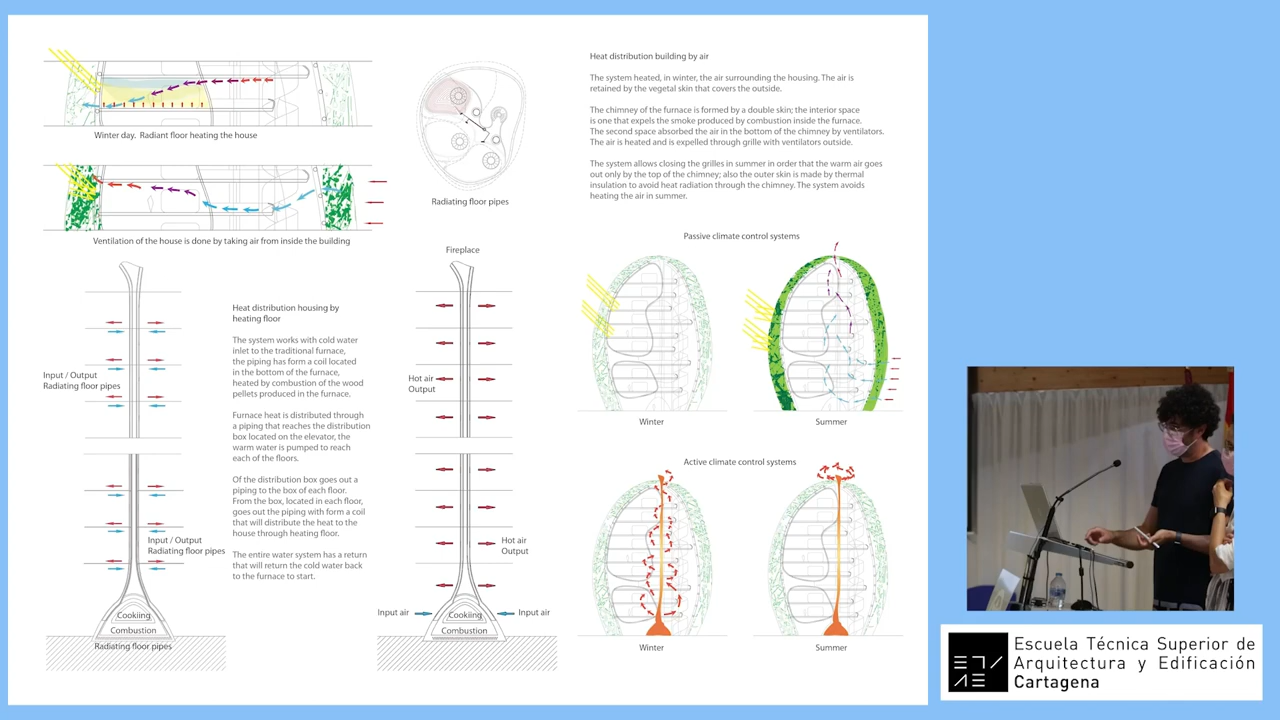 Winter day. Radiant floor heating the house
Ventilation of the house is done by taking air from inside the building
Radiating floor pipes
Heat distribution building by air
The system heated, in winter, the air surrounding the housing. The air is
retained by the vegetal skin that covers the outside.
The chimney of the furnace is formed by a double skin; the interior space
is one that expels the smoke produced by combustion inside the furnace.
The second space absorbed the air in the bottom of the chimney by ventilators.
The air is heated and is expelled through grille with ventilators outside.
The system allows closing the grilles in summer in order that the warm air goes
out only by the top of the chimney; also the outer skin is made by thermal
insulation to avoid heat radiation through the chimney. The system avoids
heating the air in summer.
Input / Output
Radiating floor pipes
Input / Output
Radiating floor pipes
Cookiing
Combustion
Radiating floor pipes
Heat distribution housing by
heating floor
The system works with cold water
inlet to the traditional furnace,
the piping has form a coil located
in the bottom of the furnace,
heated by combustion of the wood
pellets produced in the furnace.
Furnace heat is distributed through
a piping that reaches the distribution
box located on the elevator, the
warm water is pumped to reach
each of the floors.
Of the distribution box goes out a
piping to the box of each floor.
From the box, located in each floor,
goes out the piping with form a coil
that will distribute the heat to the
house through heating floor.
The entire water system has a return
that will return the cold water back
to the furnace to start.
Fireplace
Hot air
Output
Hot air
Output
Input air
Input air
Cookiing
Combustion
Passive climate control systems
Winter
Summer
Active climate control systems
Winter
Summer
Escuela Técnica Superior de
Arquitectura y Edificación
Cartagena